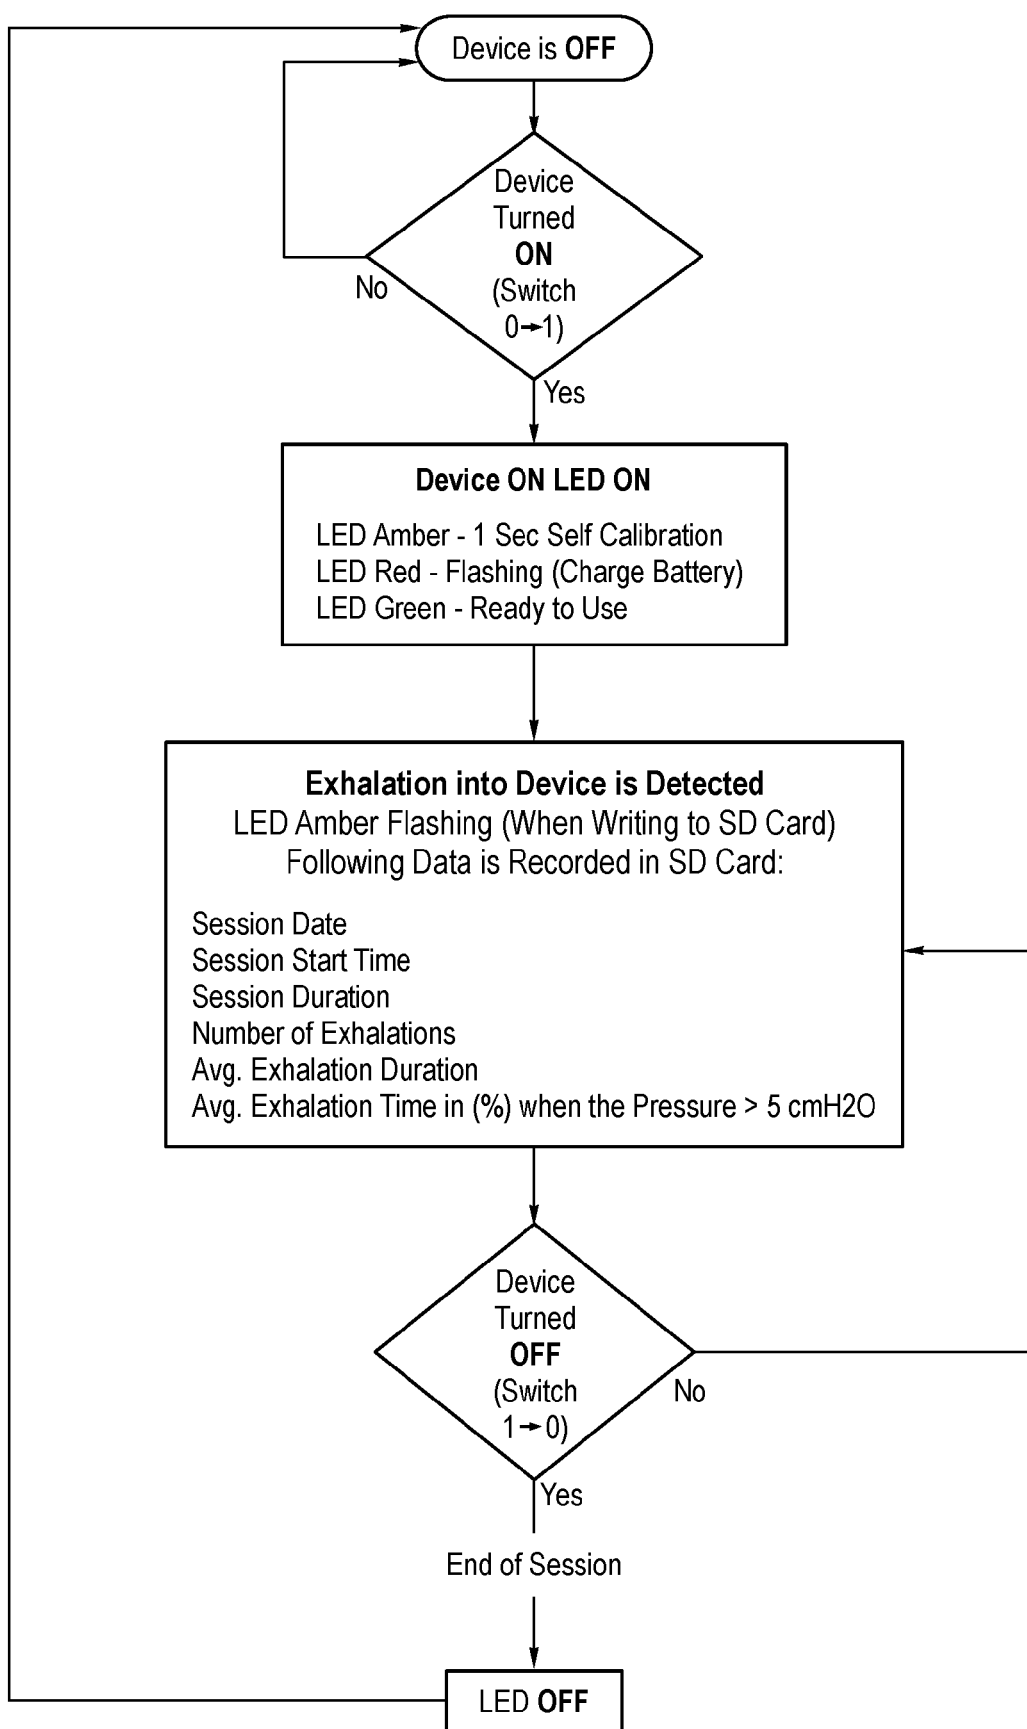 Device is OFF
Device
Turned
ON
(Switch
0→1)
No
Yes
Device ON LED ON
LED Amber - 1 Sec Self Calibration
LED Red - Flashing (Charge Battery)
LED Green - Ready to Use
Exhalation into Device is Detected
LED Amber Flashing (When Writing to SD Card)
Following Data is Recorded in SD Card:
Session Date
Session Start Time
Session Duration
Number of Exhalations
Avg. Exhalation Duration
Avg. Exhalation Time in (%) when the Pressure > 5 cmH2O
Device
Turned
OFF
(Switch
1→0)
No
Yes
End of Session
LED OFF